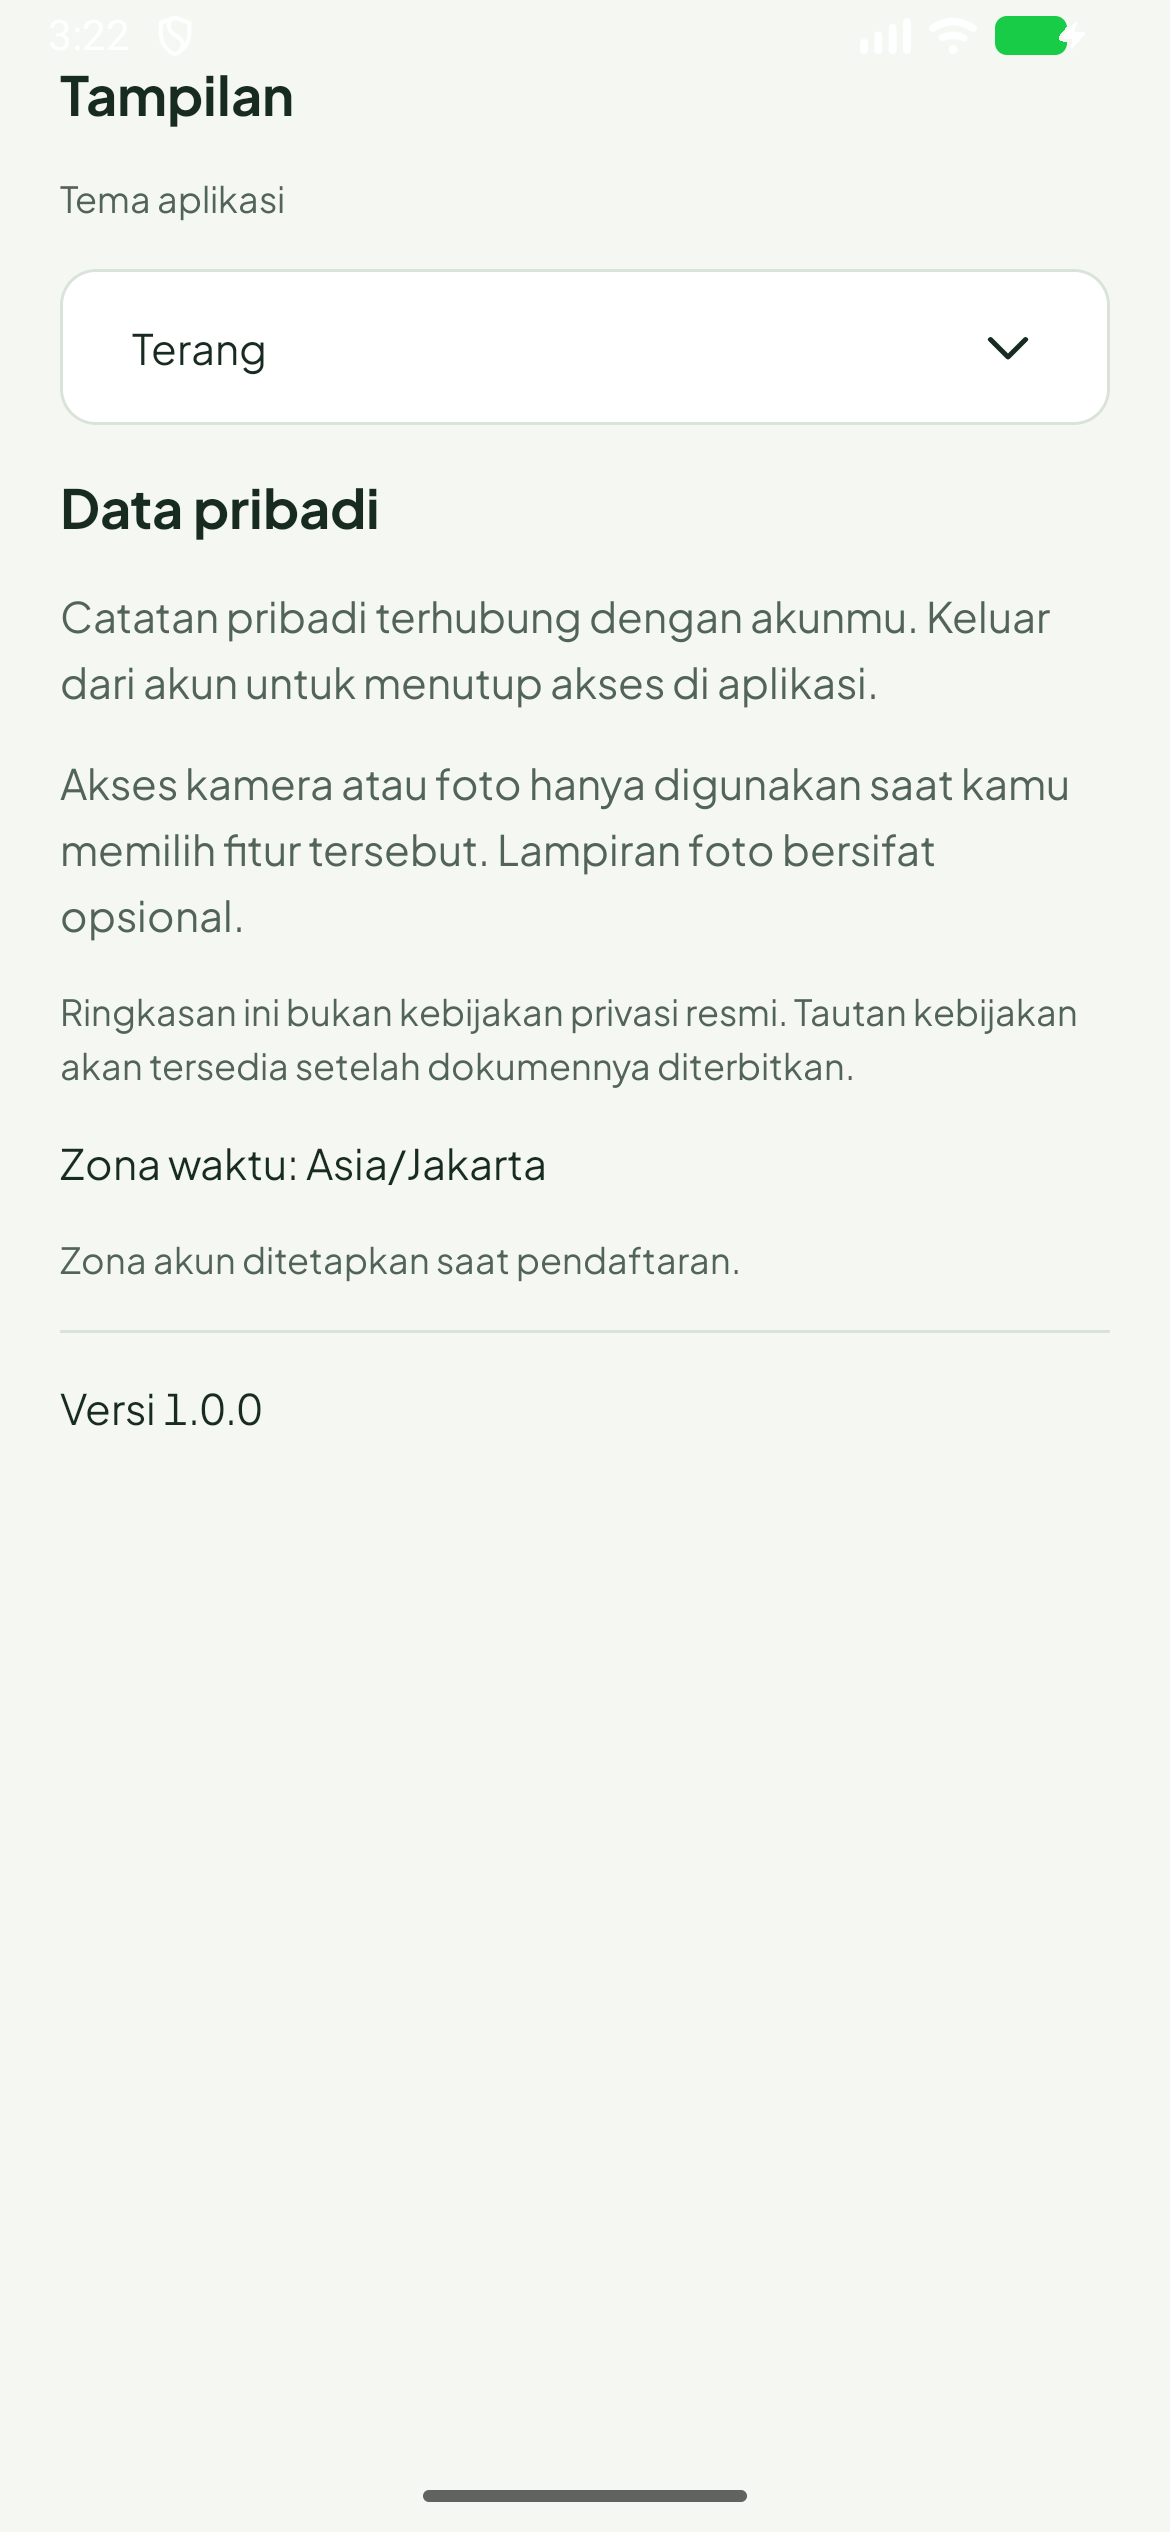 3:22
Tampilan
Tema aplikasi
Terang
Data pribadi
Catatan pribadi terhubung dengan akunmu. Keluar
dari akun untuk menutup akses di aplikasi.
Akses kamera atau foto hanya digunakan saat kamu
memilih fitur tersebut. Lampiran foto bersifat
opsional.
Ringkasan ini bukan kebijakan privasi resmi. Tautan kebijakan
akan tersedia setelah dokumennya diterbitkan.
Zona waktu: Asia/Jakarta
Zona akun ditetapkan saat pendaftaran.
Versi 1.0.0